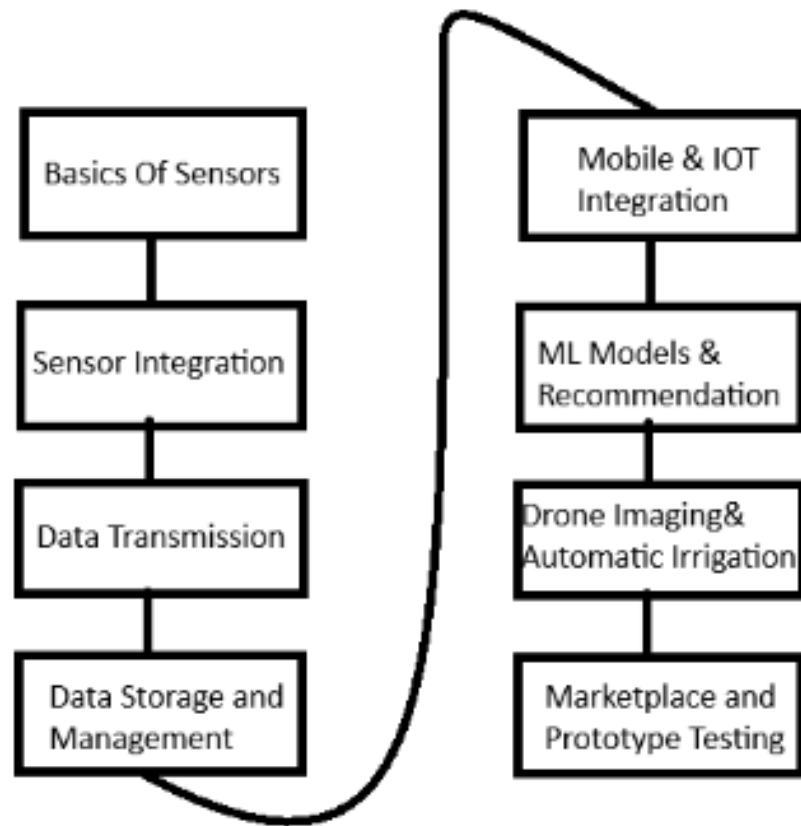 Basics Of Sensors
Sensor Integration
Data Transmission
Data Storage and
Management
Mobile & IOT
Integration
ML Models &
Recommendation
Drone Imaging&
Automatic Irrigation
Marketplace and
Prototype Testing